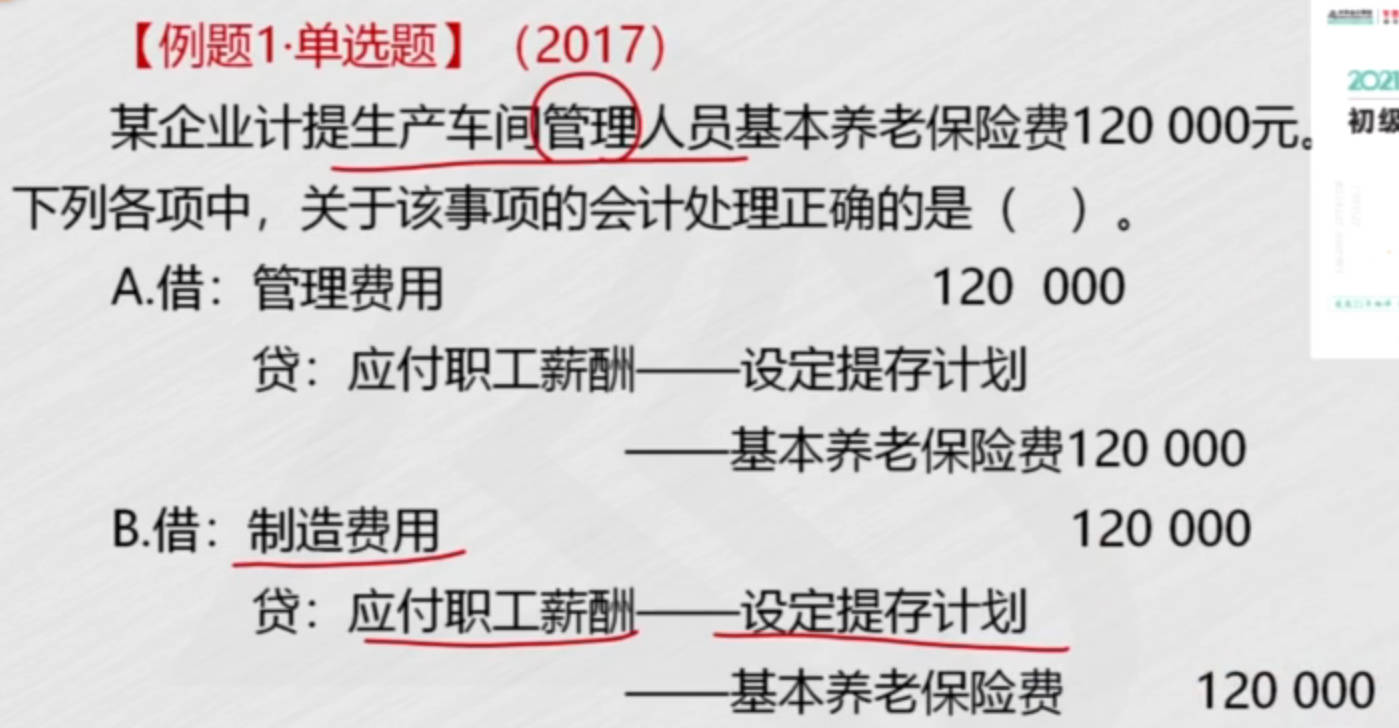 【例题1·单选题】（2017）
某企业计提生产车间管理人员基本养老保险费120 000元。
下列各项中，关于该事项的会计处理正确的是（ ）。
A.借：管理费用 120 000
贷：应付职工薪酬——设定提存计划
——基本养老保险费120 000
B.借：制造费用 120 000
贷：应付职工薪酬——设定提存计划
——基本养老保险费 120 000
2021
初级